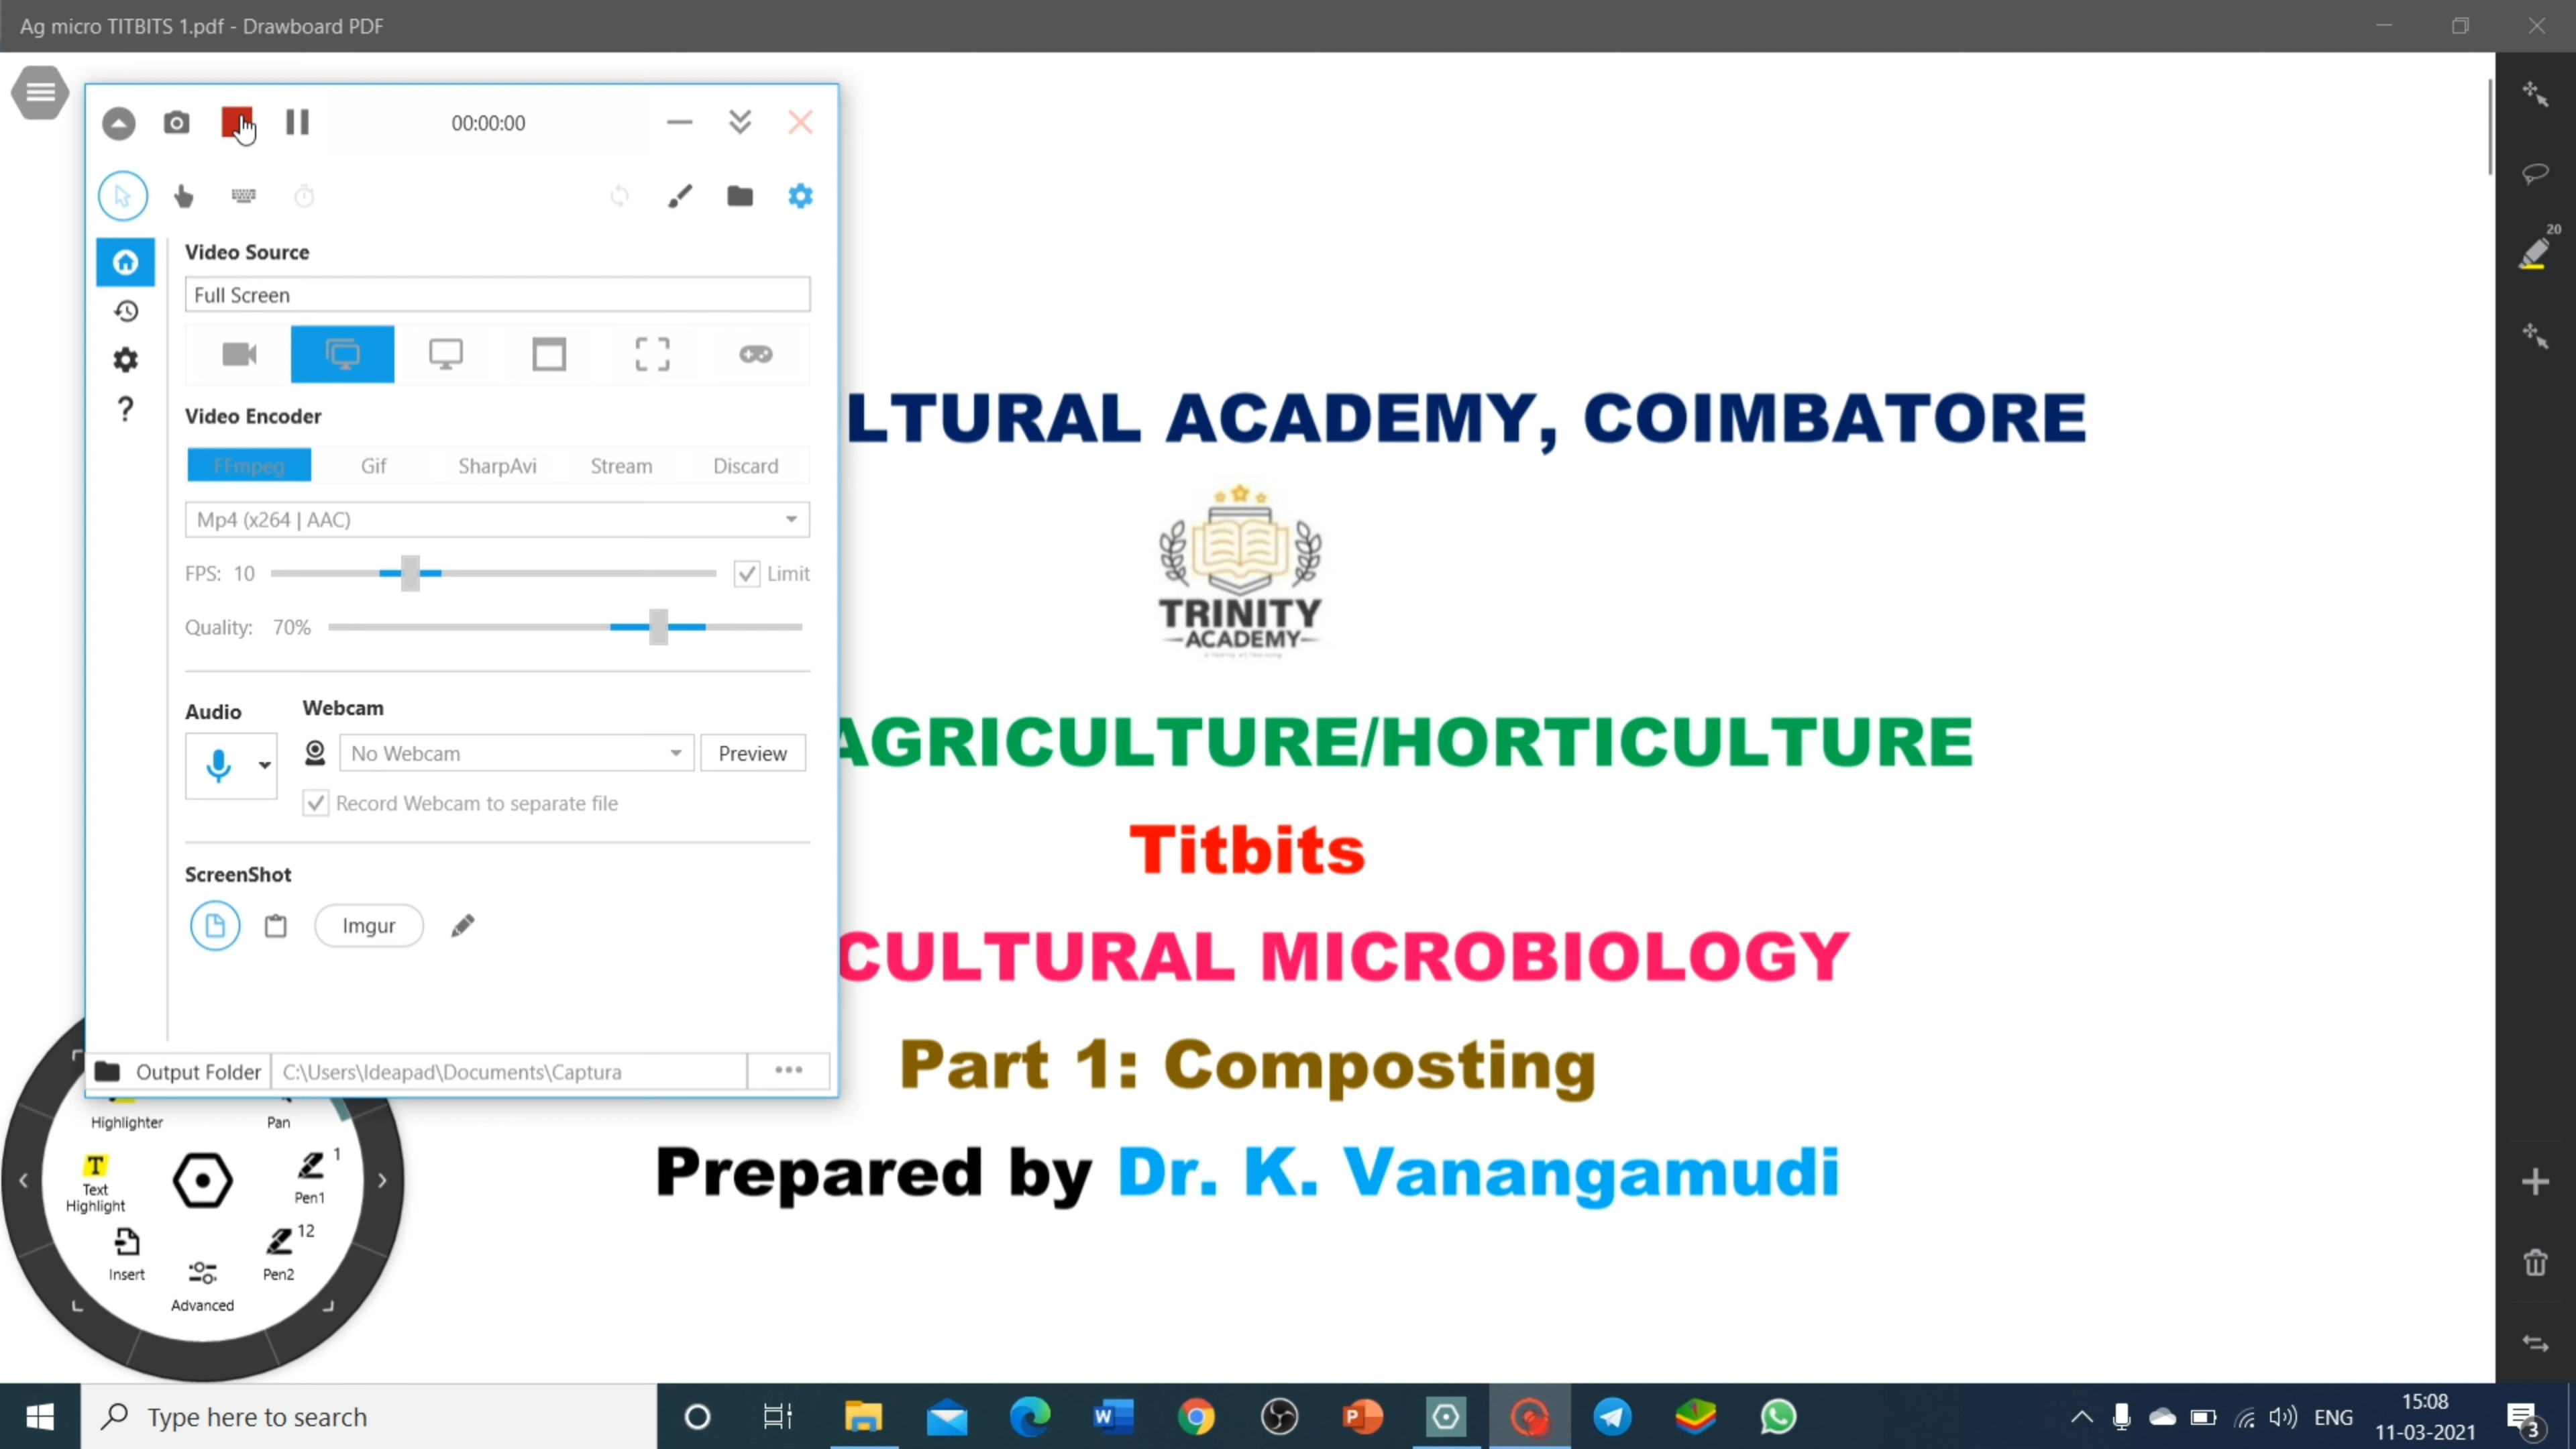 Ag micro TITBITS 1.pdf - Drawboard PDF
00:00:00
20
Video Source
Full Screen
Video Encoder
FFmpeg Gif SharpAvi Stream Discard
Mp4 (x264 | AAC)
FPS: 10 Limit
Quality: 70%
Audio Webcam
No Webcam Preview
Record Webcam to separate file
ScreenShot
Imgur
Output Folder C:\Users\Ideapad\Documents\Captura •••
LTURAL ACADEMY, COIMBATORE
TRINITY
ACADEMY
AGRICULTURE/HORTICULTURE
Titbits
CULTURAL MICROBIOLOGY
Part 1: Composting
Prepared by Dr. K. Vanangamudi
Highlighter Pan
T
Text
Highlight
1
Pen1
12
Insert Pen2
Advanced
Type here to search
ENG
15:08
11-03-2021
3